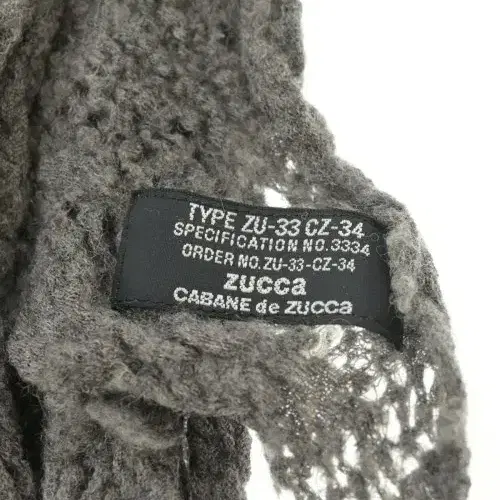 TYPE ZU-33 CZ-34
SPECIFICATION NO.3334
ORDER NO.ZU-33-CZ-34
zucca
CABANE de ZUCCa